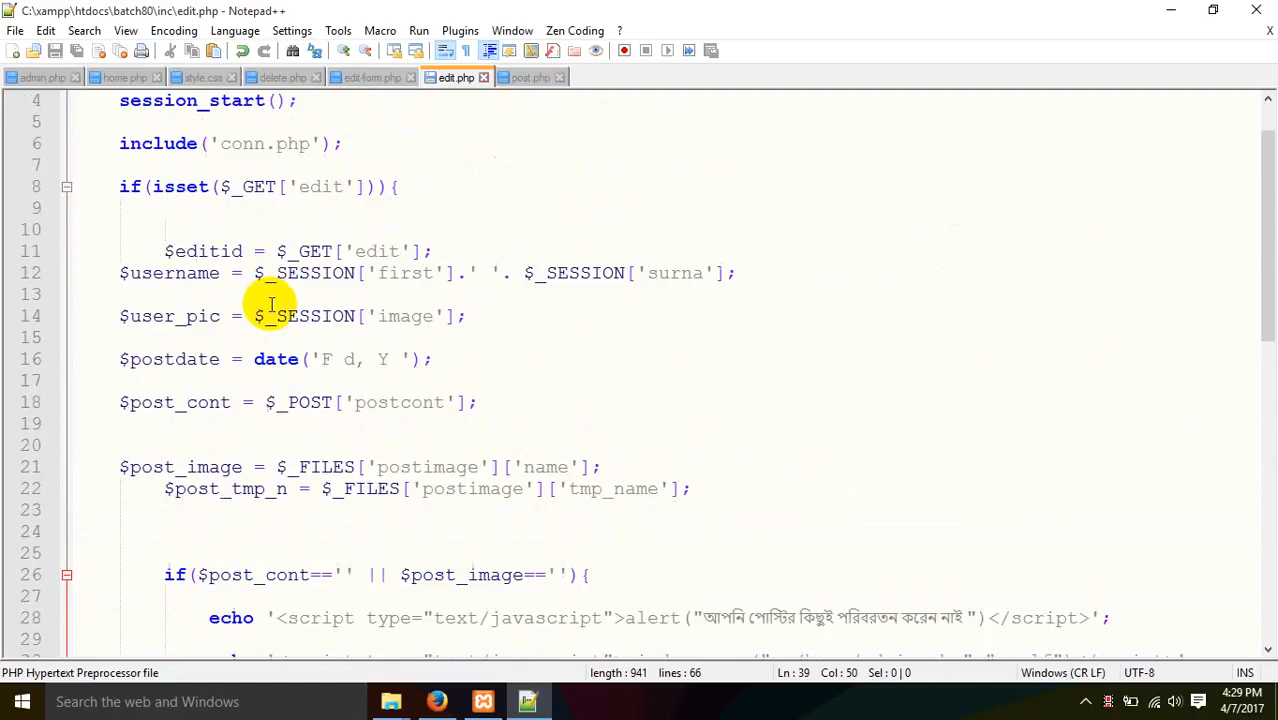 C:\xampp\htdocs\batch80\inc\edit.php - Notepad++
File Edit Search View Encoding Language Settings Tools Macro Run Plugins Window Zen Coding ? X
admin.php home.php style.css delete.php edit-form.php edit.php post.php
4 session_start();
5
6 include('conn.php');
7
8 if(isset($_GET['edit'])){
9
10
11 $editid = $_GET['edit'];
12 $username = $_SESSION['first'].' '. $_SESSION['surna'];
13
14 $user_pic = $_SESSION['image'];
15
16 $postdate = date('F d, Y ');
17
18 $post_cont = $_POST['postcont'];
19
20
21 $post_image = $_FILES['postimage']['name'];
22 $post_tmp_n = $_FILES['postimage']['tmp_name'];
23
24
25
26 if($post_cont=='' || $post_image==''){
27
28 echo '<script type="text/javascript">alert("আপনি পোস্টির কিছুই পরিবরতন করেন নাই ")</script>';
29
PHP Hypertext Preprocessor file length : 941 lines : 66 Ln : 39 Col : 50 Sel : 0 | 0 Windows (CR LF) UTF-8 INS
Search the web and Windows
4:29 PM
4/7/2017